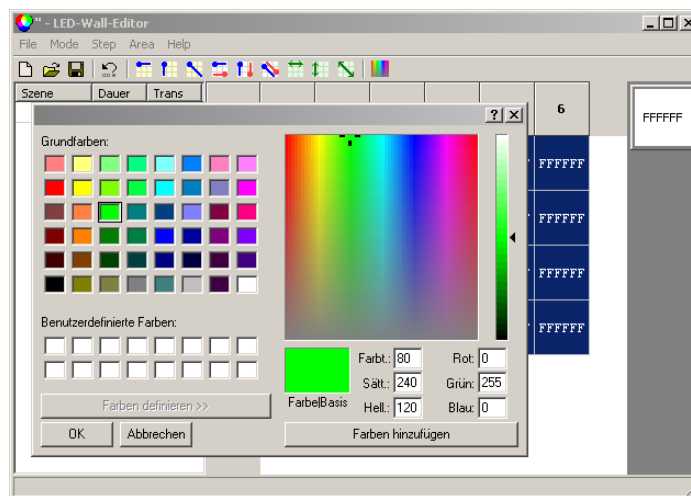 " - LED-Wall-Editor
File Mode Step Area Help
Szene Dauer Trans
6
FFFFFF
Grundfarben:
FFFFFF
FFFFFF
FFFFFF
FFFFFF
Benutzerdefinierte Farben:
Farbt.: 80 Rot: 0
Sätt.: 240 Grün: 255
Farbe|Basis Hell.: 120 Blau: 0
Farben definieren >>
OK Abbrechen Farben hinzufügen